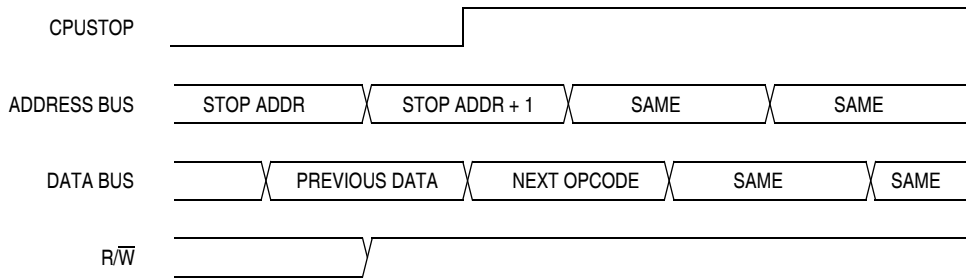 CPUSTOP
ADDRESS BUS STOP ADDR STOP ADDR + 1 SAME SAME
DATA BUS PREVIOUS DATA NEXT OPCODE SAME SAME
R/W̅